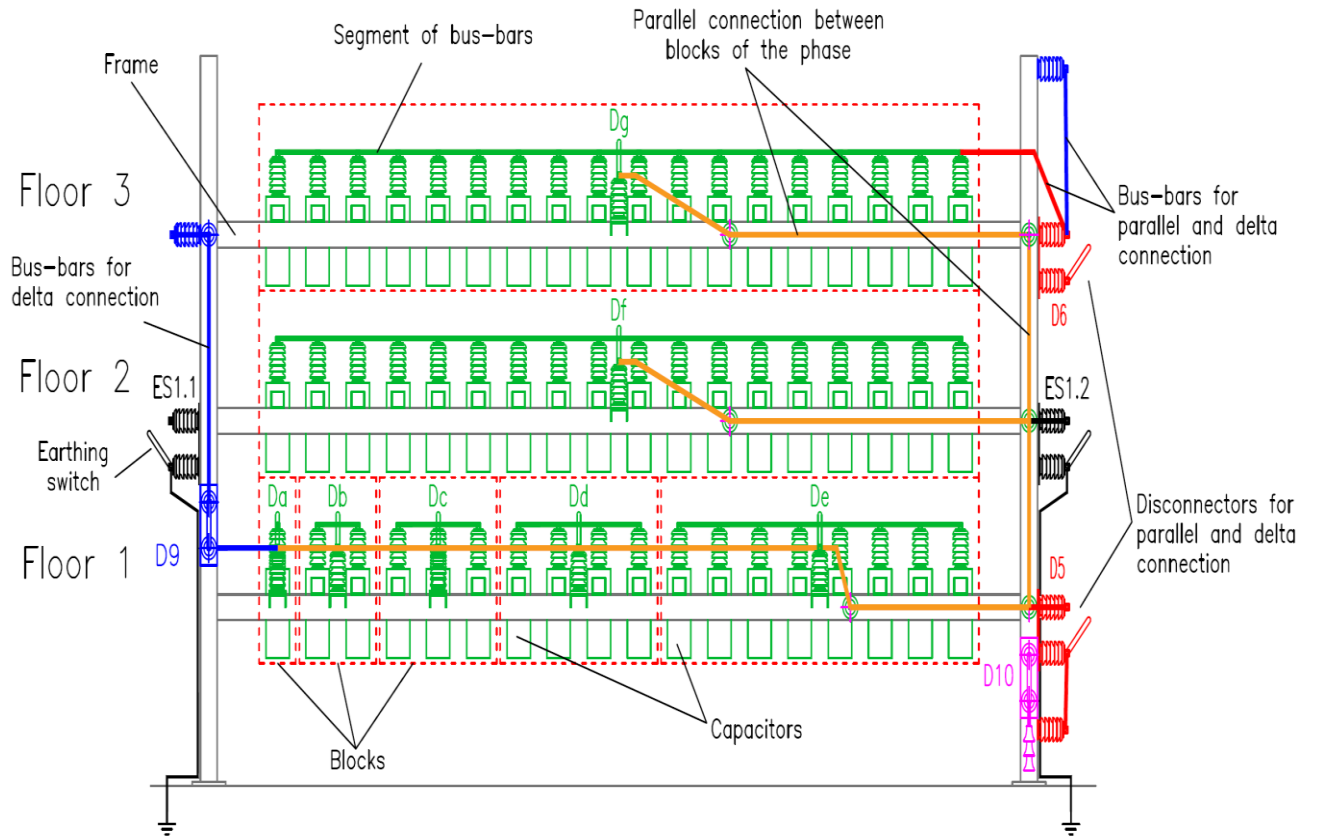 Segment of bus-bars
Parallel connection between
blocks of the phase
Frame
Dg
Floor 3
Bus-bars for
parallel and delta
connection
Bus-bars for
delta connection
D6
Df
Floor 2
ES1.1
ES1.2
Earthing
switch
Da
Db
Dc
Dd
De
Disconnectors for
parallel and delta
connection
Floor 1
D9
D5
D10
Capacitors
Blocks